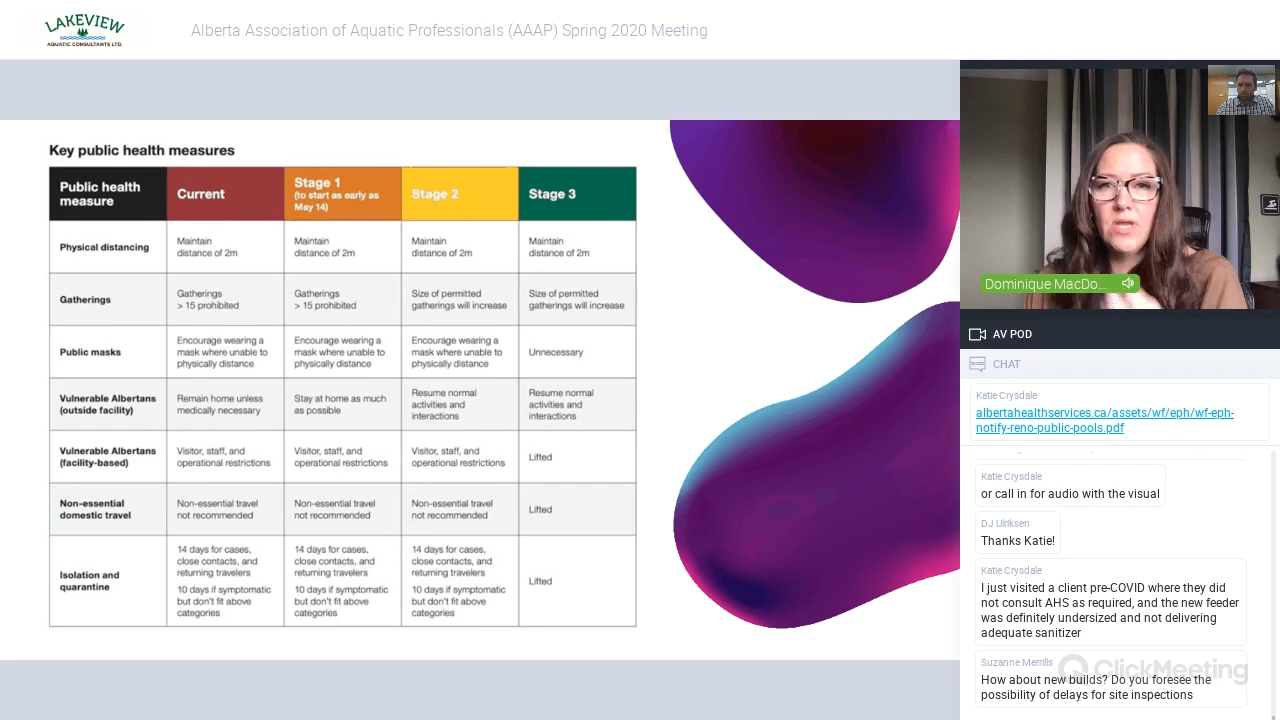 LAKEVIEW
AQUATIC CONSULTANTS LTD.
Alberta Association of Aquatic Professionals (AAAP) Spring 2020 Meeting
Key public health measures
Public health
measure
Current
Stage 1
(to start as early as
May 14)
Stage 2
Stage 3
Physical distancing
Maintain
distance of 2m
Maintain
distance of 2m
Maintain
distance of 2m
Maintain
distance of 2m
Gatherings
Gatherings
> 15 prohibited
Gatherings
> 15 prohibited
Size of permitted
gatherings will increase
Size of permitted
gatherings will increase
Public masks
Encourage wearing a
mask where unable to
physically distance
Encourage wearing a
mask where unable to
physically distance
Encourage wearing a
mask where unable to
physically distance
Unnecessary
Vulnerable Albertans
(outside facility)
Remain home unless
medically necessary
Stay at home as much
as possible
Resume normal
activities and
interactions
Resume normal
activities and
interactions
Vulnerable Albertans
(facility-based)
Visitor, staff, and
operational restrictions
Visitor, staff, and
operational restrictions
Visitor, staff, and
operational restrictions
Lifted
Non-essential
domestic travel
Non-essential travel
not recommended
Non-essential travel
not recommended
Non-essential travel
not recommended
Lifted
Isolation and
quarantine
14 days for cases,
close contacts, and
returning travelers
10 days if symptomatic
but don't fit above
categories
14 days for cases,
close contacts, and
returning travelers
10 days if symptomatic
but don't fit above
categories
14 days for cases,
close contacts, and
returning travelers
10 days if symptomatic
but don't fit above
categories
Lifted
Dominique MacDo...
AV POD
CHAT
Katie Crysdale
albertahealthservices.ca/assets/wf/eph/wf-eph-
notify-reno-public-pools.pdf
Katie Crysdale
or call in for audio with the visual
DJ Ulriksen
Thanks Katie!
Katie Crysdale
I just visited a client pre-COVID where they did
not consult AHS as required, and the new feeder
was definitely undersized and not delivering
adequate sanitizer
Suzanne Merrills
How about new builds? Do you foresee the
possibility of delays for site inspections
ClickMeeting